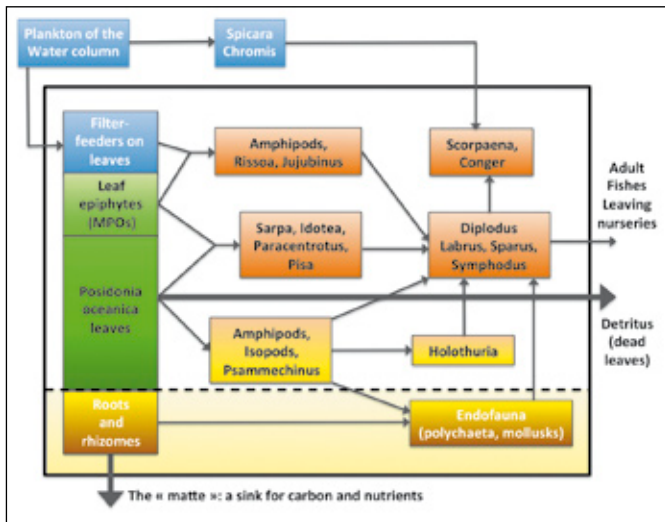 Plankton of the
Water column
Spicara
Chromis
Filter-
feeders on
leaves
Leaf
epiphytes
(MPOs)
Posidonia
oceanica
leaves
Roots
and
rhizomes
Amphipods,
Rissoa, Jujubinus
Sarpa, Idotea,
Paracentrotus,
Pisa
Amphipods,
Isopods,
Psammechinus
Scorpaena,
Conger
Diplodus
Labrus, Sparus,
Symphodus
Holothuria
Endofauna
(polychaeta, mollusks)
Adult
Fishes
Leaving
nurseries
Detritus
(dead
leaves)
The « matte »: a sink for carbon and nutrients